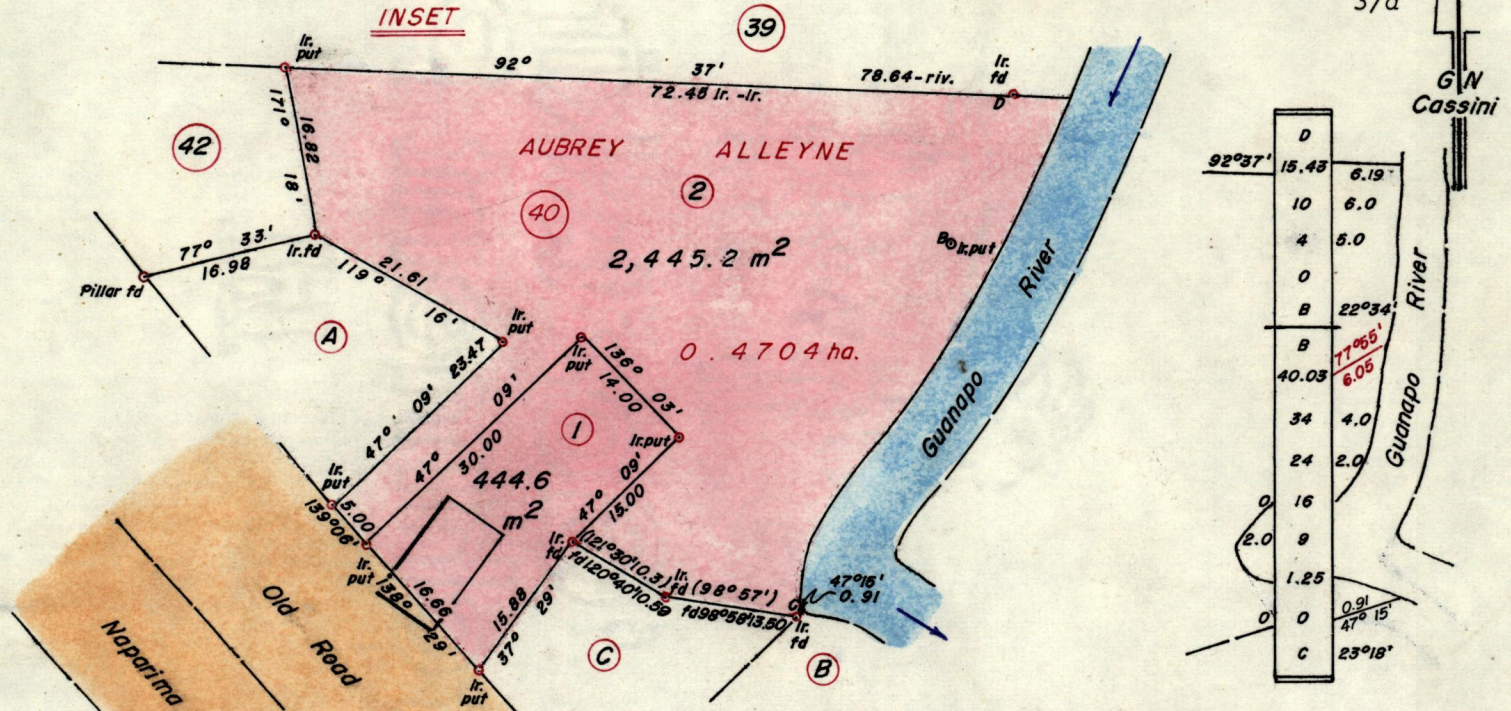 INSET
39
S/a
G N
Cassini
Ir. put
92° 37' 78.64-riv.
72.45 Ir. -Ir.
Ir. fd
D
42
171° 18'
16.82
AUBREY ALLEYNE
40
2
2,445.2 m²
0.4704 ha.
B Ir. put
River
Guanapo
77° 33'
16.98
Pillar fd
Ir. fd
119° 16'
21.61
Ir. put
A
47° 09' 23.47
Ir. put
5.00
139°06'
47° 09'
30.00
Ir. put
136° 03'
14.00
Ir. put
1
444.6
m²
47° 09'
15.00
Ir. put
138° 29'
16.66
15.88
37° 29'
Ir. put
Ir. fd
(121°30' 10.3)
fd 120°40' 10.59
Ir. fd
(98°57')
fd 98°58' 13.50
C
47°15'
0.91
Ir. fd
C
B
Old Road
Naparima
D
92°37' 15.43 6.19
10 6.0
4 5.0
0
B 22°34'
B
77°55'
40.03 6.05
34 4.0
24 2.0
0 16
2.0 9
1.25
0 0 0.91
47° 15'
C 23°18'
Guanapo River